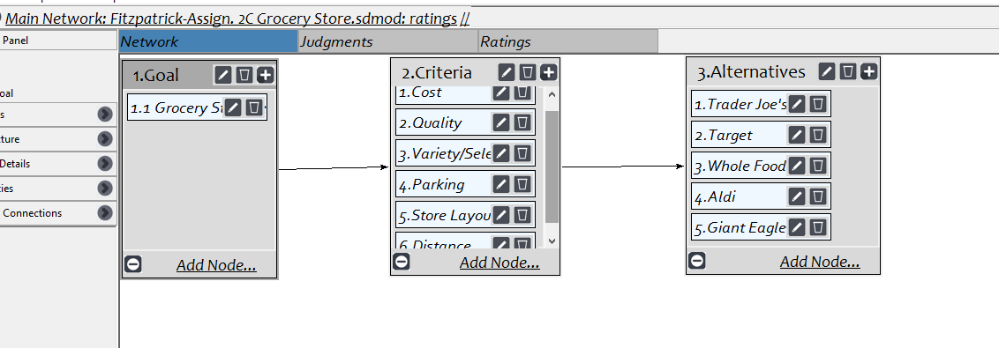 Main Network: Fitzpatrick-Assign. 2C Grocery Store.sdmod: ratings //
Panel
Network
Judgments
Ratings
oal
s
ture
Details
ies
Connections
1.Goal
1.1 Grocery St
Add Node...
2.Criteria
1.Cost
2.Quality
3.Variety/Sele
4.Parking
5.Store Layou
6.Distance
Add Node...
3.Alternatives
1.Trader Joe's
2.Target
3.Whole Food
4.Aldi
5.Giant Eagle
Add Node...